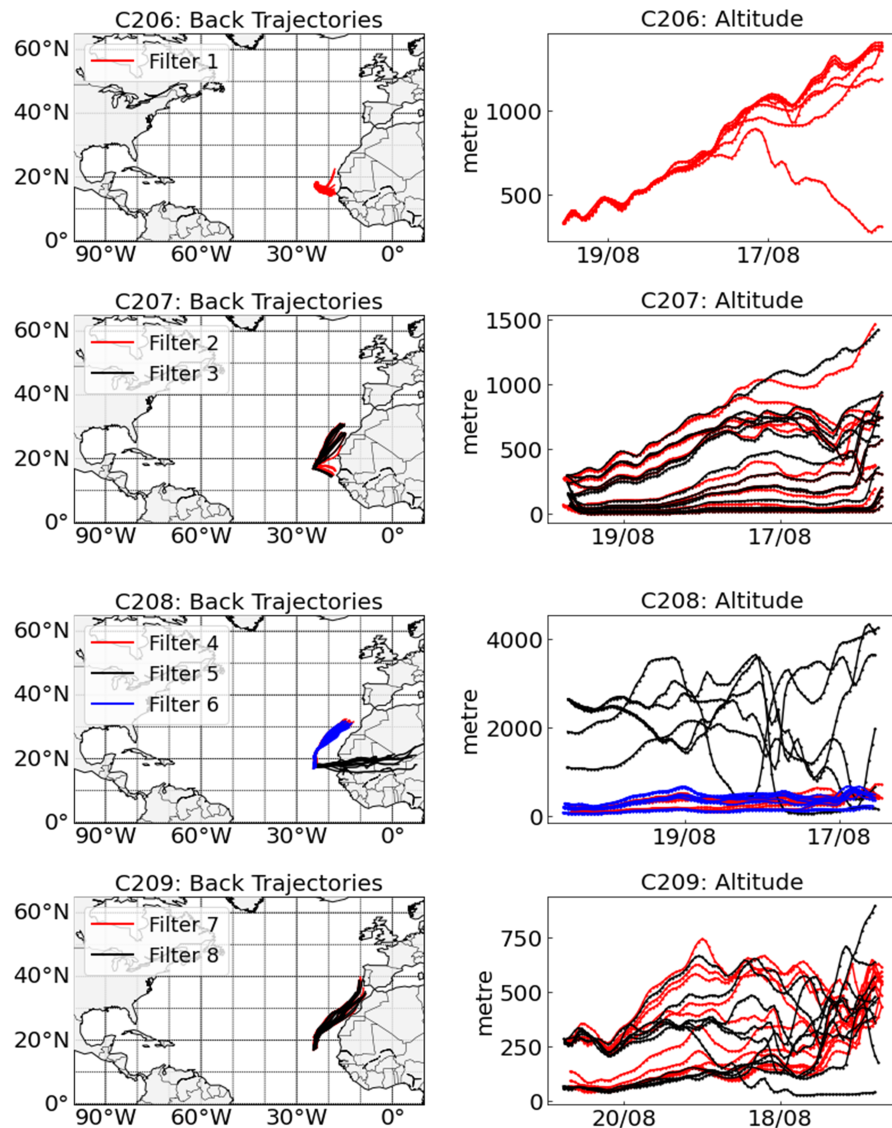 C206: Back Trajectories
C206: Altitude
60°N
40°N
20°N
0°
Filter 1
90°W
60°W
30°W
0°
metre
1000
500
19/08
17/08
C207: Back Trajectories
C207: Altitude
60°N
40°N
20°N
0°
Filter 2
Filter 3
90°W
60°W
30°W
0°
metre
1500
1000
500
0
19/08
17/08
C208: Back Trajectories
C208: Altitude
60°N
40°N
20°N
0°
Filter 4
Filter 5
Filter 6
90°W
60°W
30°W
0°
metre
4000
2000
0
19/08
17/08
C209: Back Trajectories
C209: Altitude
60°N
40°N
20°N
0°
Filter 7
Filter 8
90°W
60°W
30°W
0°
metre
750
500
250
0
20/08
18/08